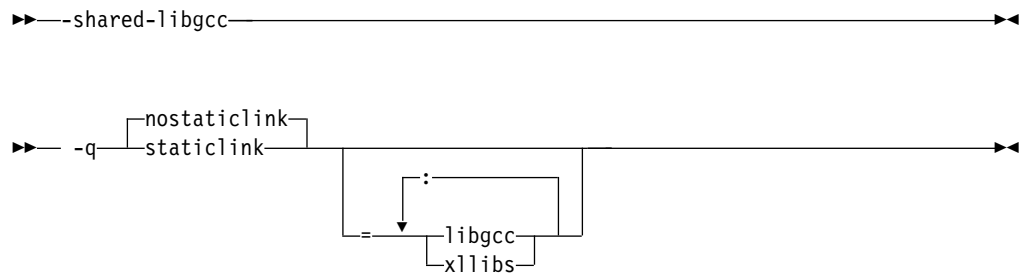 -shared-libgcc
nostaticlink
-q staticlink
:
= libgcc
xllibs